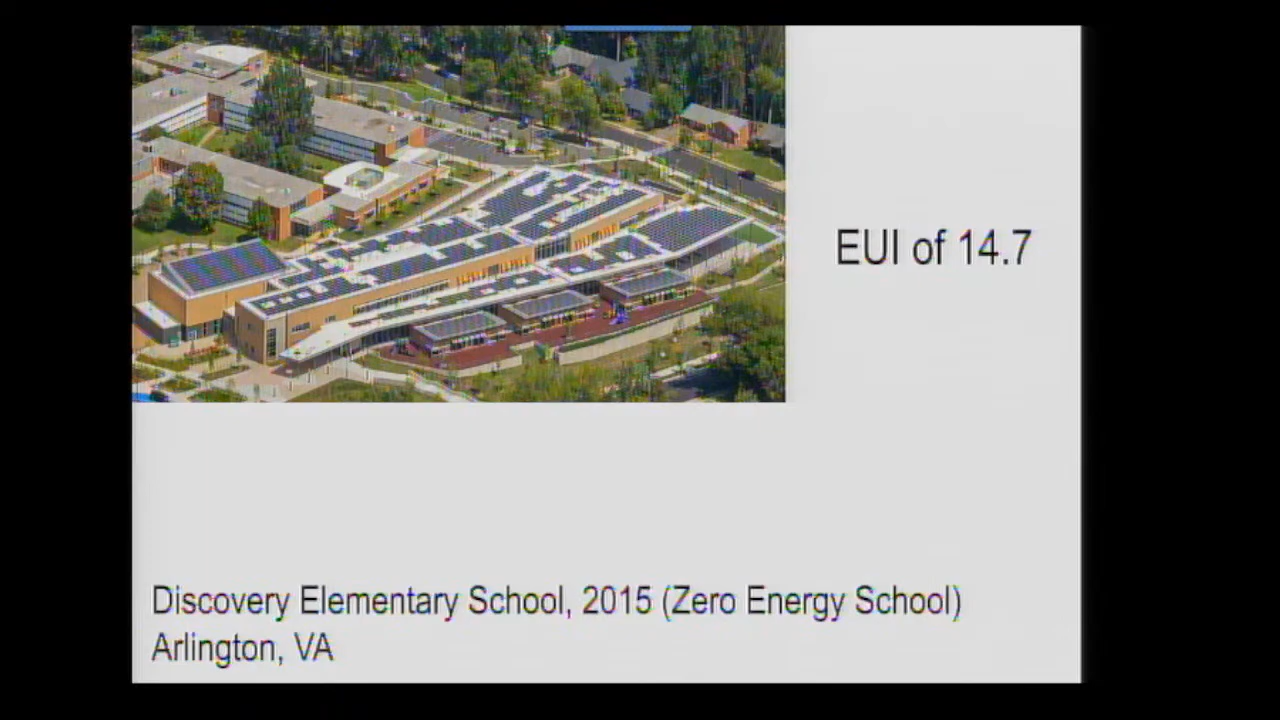 EUI of 14.7
Discovery Elementary School, 2015 (Zero Energy School)
Arlington, VA